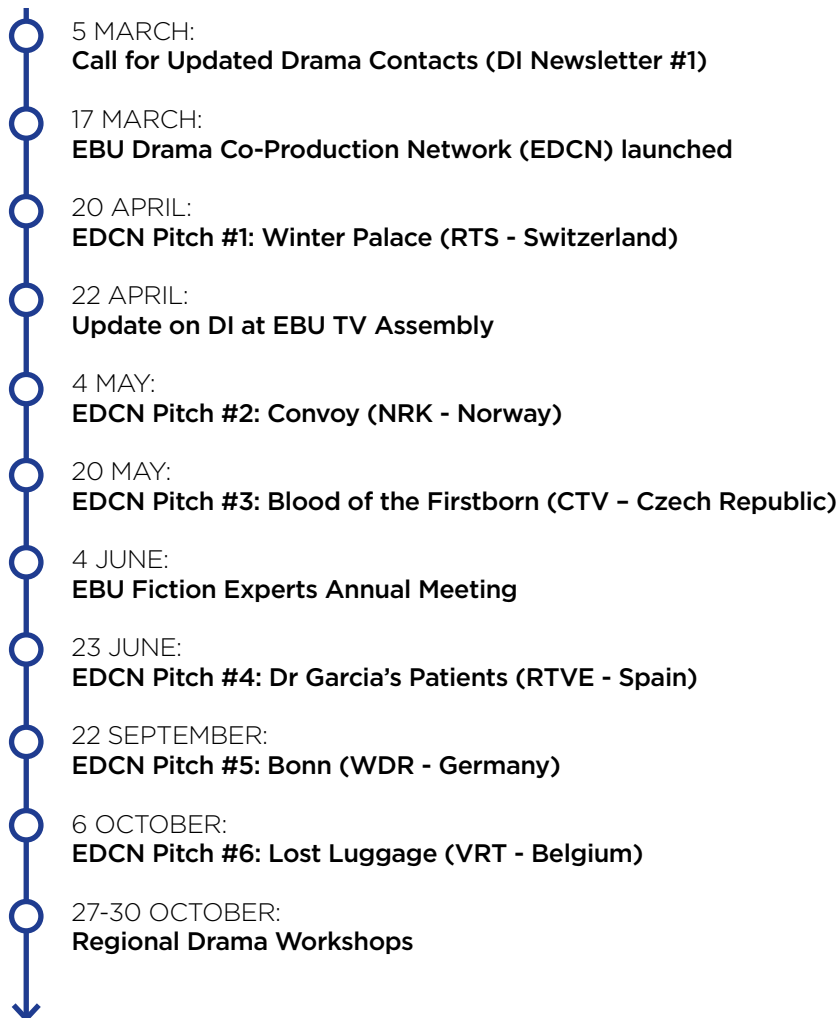 5 MARCH:
Call for Updated Drama Contacts (DI Newsletter #1)
17 MARCH:
EBU Drama Co-Production Network (EDCN) launched
20 APRIL:
EDCN Pitch #1: Winter Palace (RTS - Switzerland)
22 APRIL:
Update on DI at EBU TV Assembly
4 MAY:
EDCN Pitch #2: Convoy (NRK - Norway)
20 MAY:
EDCN Pitch #3: Blood of the Firstborn (CTV – Czech Republic)
4 JUNE:
EBU Fiction Experts Annual Meeting
23 JUNE:
EDCN Pitch #4: Dr Garcia’s Patients (RTVE - Spain)
22 SEPTEMBER:
EDCN Pitch #5: Bonn (WDR - Germany)
6 OCTOBER:
EDCN Pitch #6: Lost Luggage (VRT - Belgium)
27-30 OCTOBER:
Regional Drama Workshops